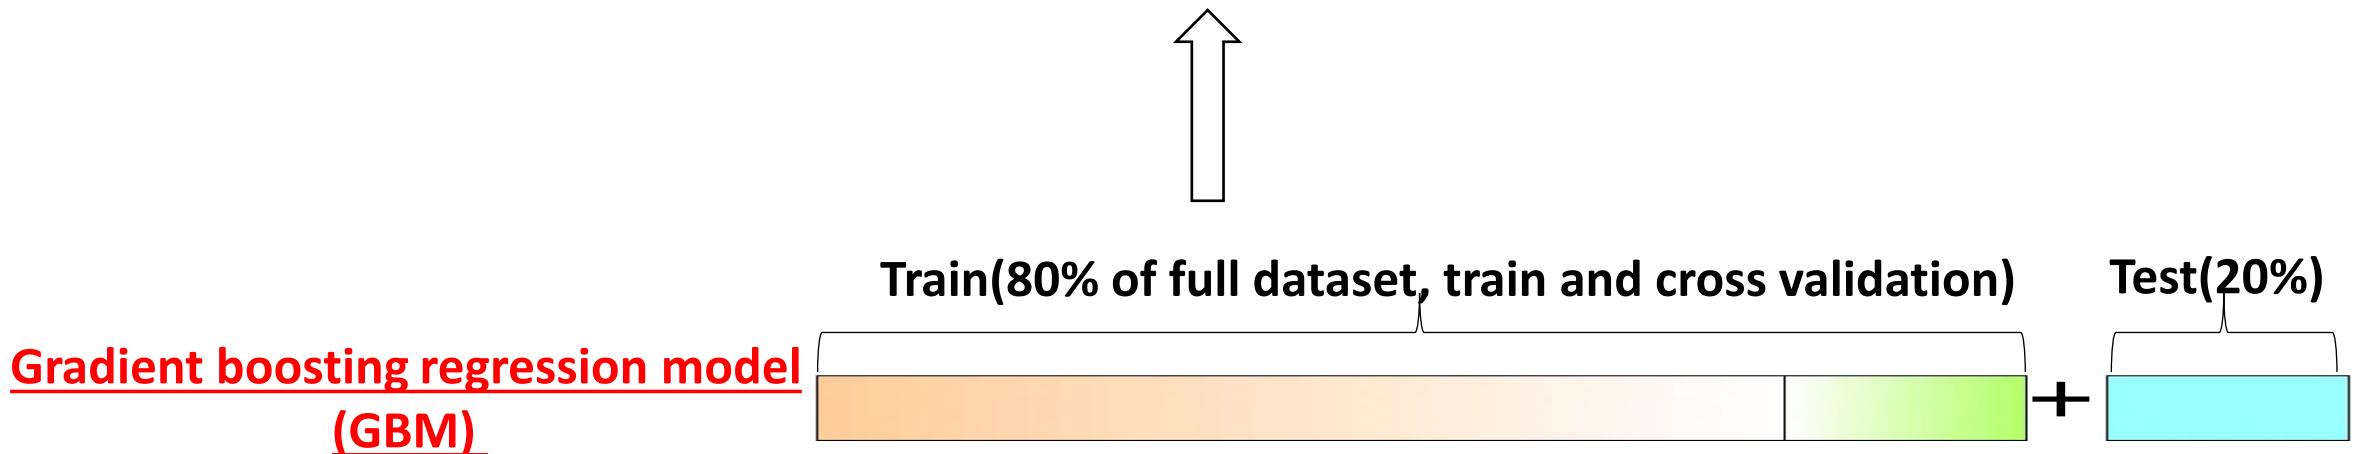 Train(80% of full dataset, train and cross validation)
Test(20%)
Gradient boosting regression model
(GBM)
+